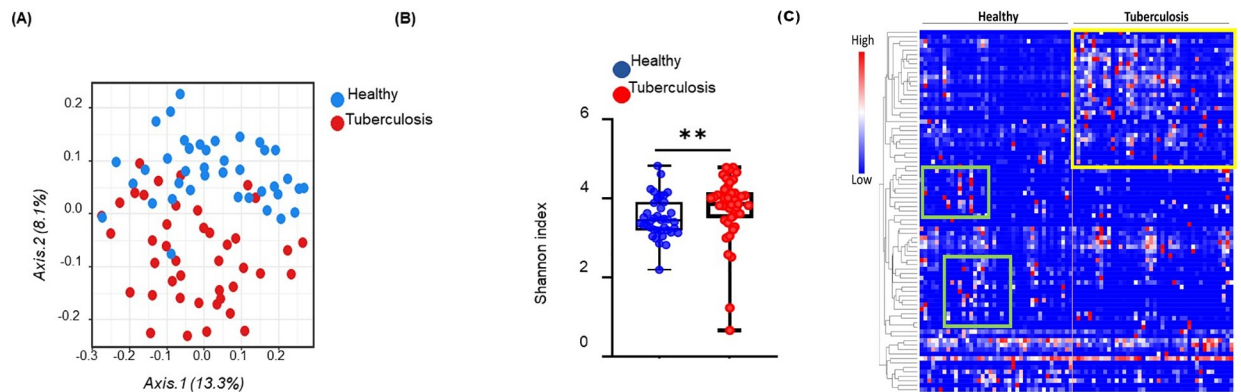 (A)
Healthy
Tuberculosis
0.2
0.1
0.0
-0.1
-0.2
-0.3
-0.2
-0.1
0.0
0.1
0.2
Axis.2 (8.1%)
Axis.1 (13.3%)
(B)
Healthy
Tuberculosis
**
6
4
2
0
Shannon index
(C)
Healthy
Tuberculosis
High
Low